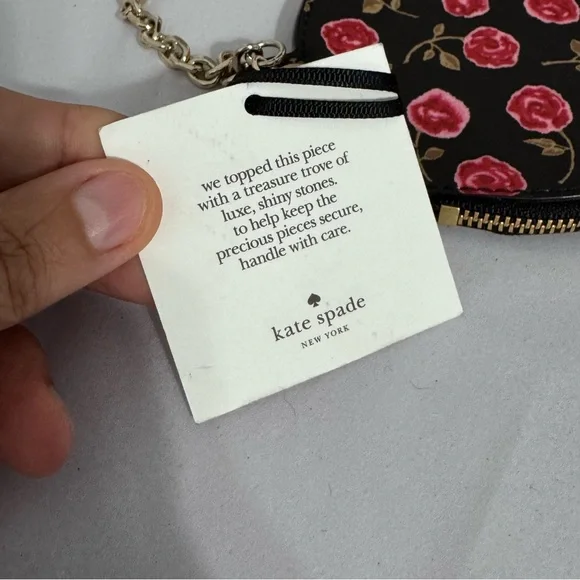 we topped this piece
with a treasure trove of
luxe, shiny stones.
to help keep the
precious pieces secure,
handle with care.
kate spade
NEW YORK